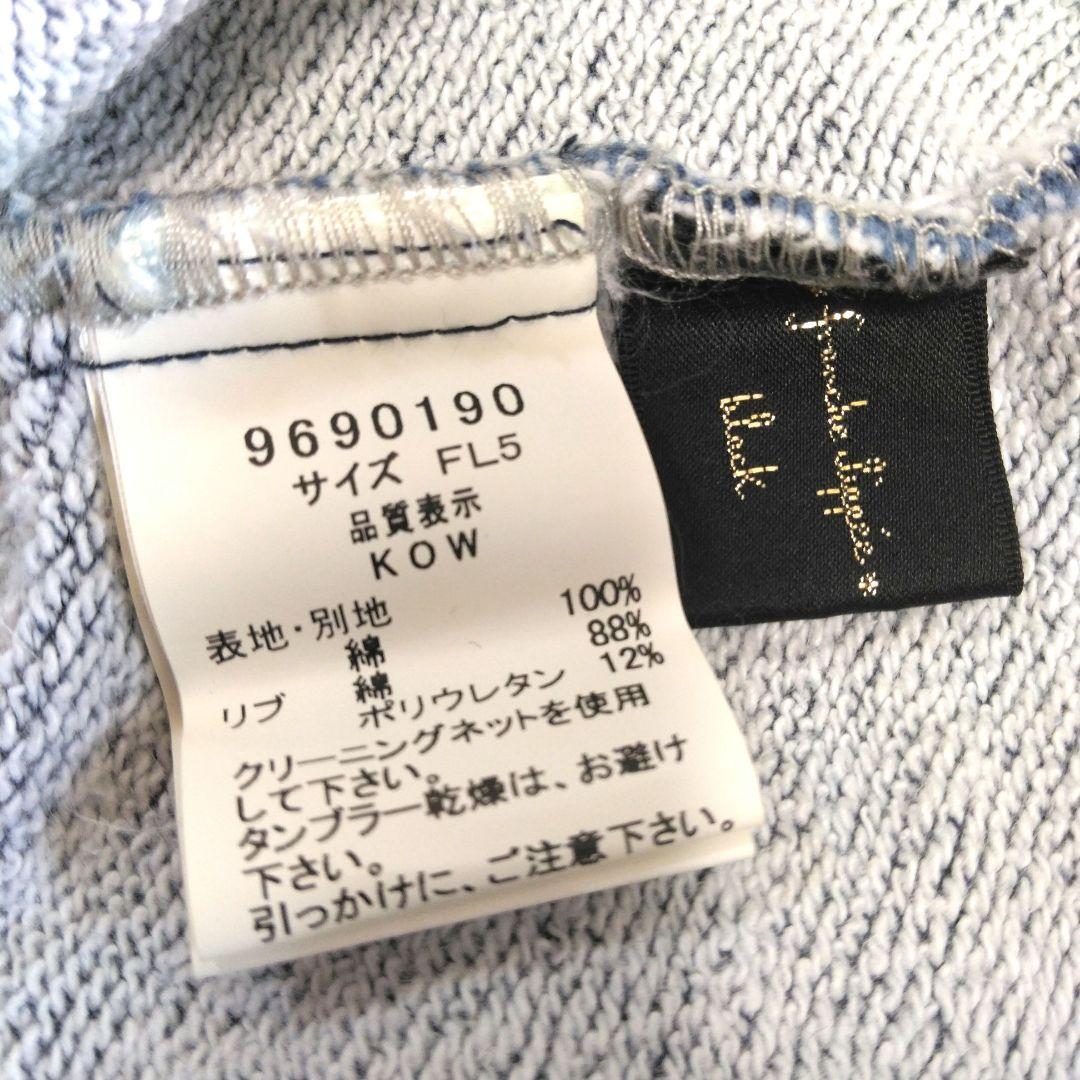 9690190
サイズ FL5
品質表示
KOW
表地・別地
綿 100%
リブ 綿 88%
ポリウレタン 12%
クリーニングネットを使用
して下さい。
タンブラー乾燥は、お避け
下さい。
引っかけに、ご注意下さい。
franche lippée
black